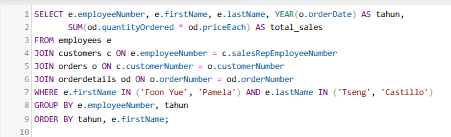 1 SELECT e.employeeNumber, e.firstName, e.lastName, YEAR(o.orderDate) AS tahun,
2 SUM(od.quantityOrdered * od.priceEach) AS total_sales
3 FROM employees e
4 JOIN customers c ON e.employeeNumber = c.salesRepEmployeeNumber
5 JOIN orders o ON c.customerNumber = o.customerNumber
6 JOIN orderdetails od ON o.orderNumber = od.orderNumber
7 WHERE e.firstName IN ('Foon Yue', 'Pamela') AND e.lastName IN ('Tseng', 'Castillo')
8 GROUP BY e.employeeNumber, tahun
9 ORDER BY tahun, e.firstName;
10